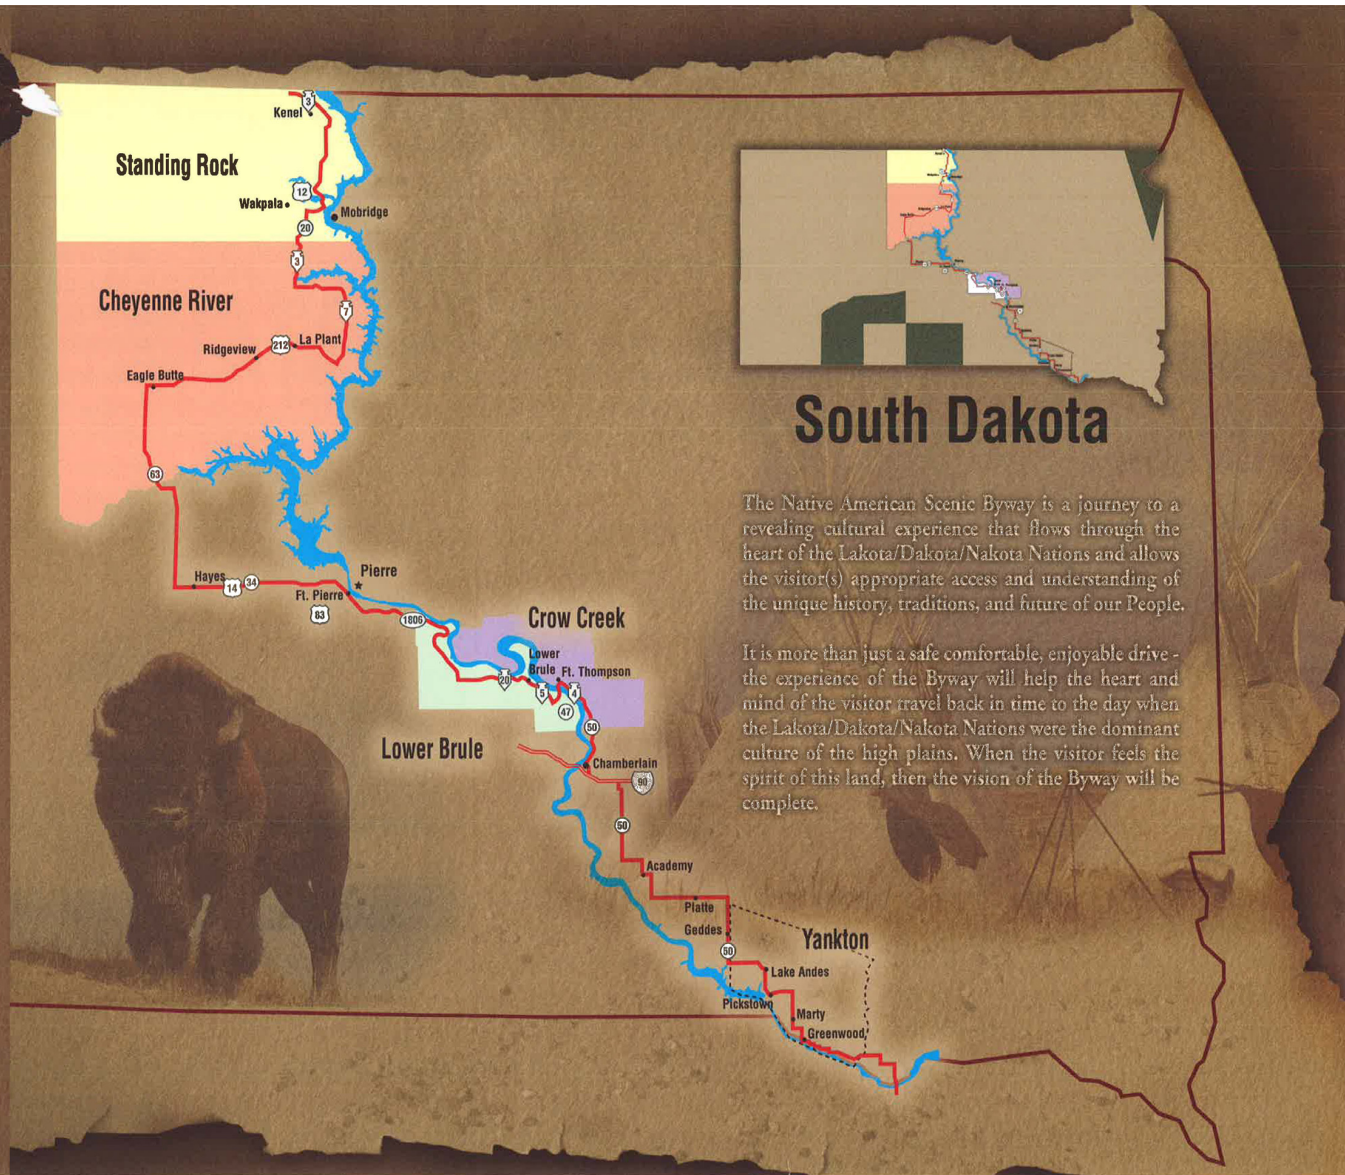 3
Kenel
Standing Rock
12
Wakpala
Mobridge
20
3
Cheyenne River
7
La Plant
212
Ridgeview
Eagle Butte
63
South Dakota
The Native American Scenic Byway is a journey to a
revealing cultural experience that flows through the
heart of the Lakota/Dakota/Nakota Nations and allows
the visitor(s) appropriate access and understanding of
the unique history, traditions, and future of our People.
It is more than just a safe comfortable, enjoyable drive -
the experience of the Byway will help the heart and
mind of the visitor travel back in time to the day when
the Lakota/Dakota/Nakota Nations were the dominant
culture of the high plains. When the visitor feels the
spirit of this land, then the vision of the Byway will be
complete.
Pierre
Hayes
14
34
Ft. Pierre
83
1806
Crow Creek
Lower
Brule
Ft. Thompson
20
5
4
47
50
Lower Brule
Chamberlain
90
50
Academy
Platte
Geddes
Yankton
50
Lake Andes
Pickstown
Marty
Greenwood